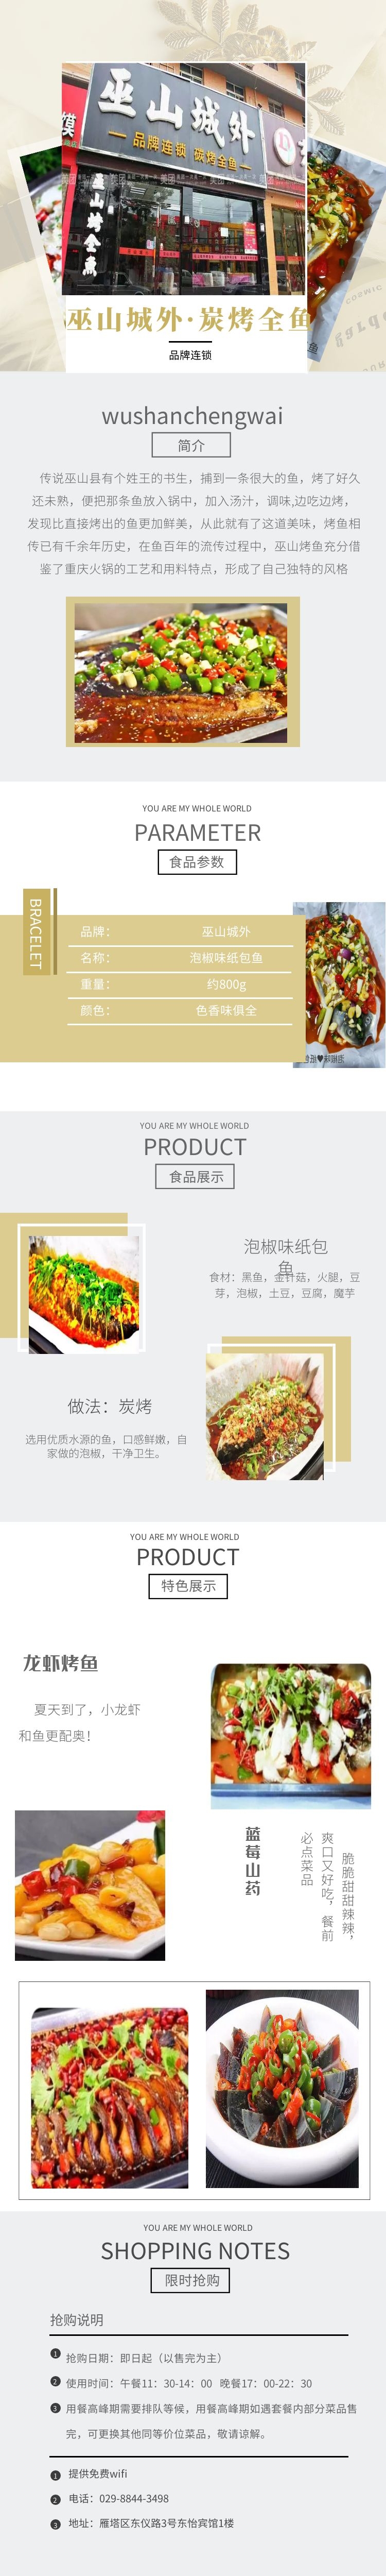 巫山城外
品牌连锁 碳烤全鱼
巫山烤全鱼
巫山城外·炭烤全鱼
品牌连锁
wushanchengwai
简介
传说巫山县有个姓王的书生，捕到一条很大的鱼，烤了好久
还未熟，便把那条鱼放入锅中，加入汤汁，调味,边吃边烤，
发现比直接烤出的鱼更加鲜美，从此就有了这道美味，烤鱼相
传已有千余年历史，在鱼百年的流传过程中，巫山烤鱼充分借
鉴了重庆火锅的工艺和用料特点，形成了自己独特的风格
YOU ARE MY WHOLE WORLD
PARAMETER
食品参数
BRACELET
品牌： 巫山城外
名称： 泡椒味纸包鱼
重量： 约800g
颜色： 色香味俱全
YOU ARE MY WHOLE WORLD
PRODUCT
食品展示
泡椒味纸包
鱼
食材：黑鱼，金针菇，火腿，豆
芽，泡椒，土豆，豆腐，魔芋
做法：炭烤
选用优质水源的鱼，口感鲜嫩，自
家做的泡椒，干净卫生。
YOU ARE MY WHOLE WORLD
PRODUCT
特色展示
龙虾烤鱼
夏天到了，小龙虾
和鱼更配奥！
蓝莓山药
脆脆甜甜辣辣，
爽口又好吃，餐前
必点菜品
YOU ARE MY WHOLE WORLD
SHOPPING NOTES
限时抢购
抢购说明
1 抢购日期：即日起（以售完为主）
2 使用时间：午餐11：30-14：00 晚餐17：00-22：30
3 用餐高峰期需要排队等候，用餐高峰期如遇套餐内部分菜品售
完，可更换其他同等价位菜品，敬请谅解。
1 提供免费wifi
2 电话：029-8844-3498
3 地址：雁塔区东仪路3号东怡宾馆1楼